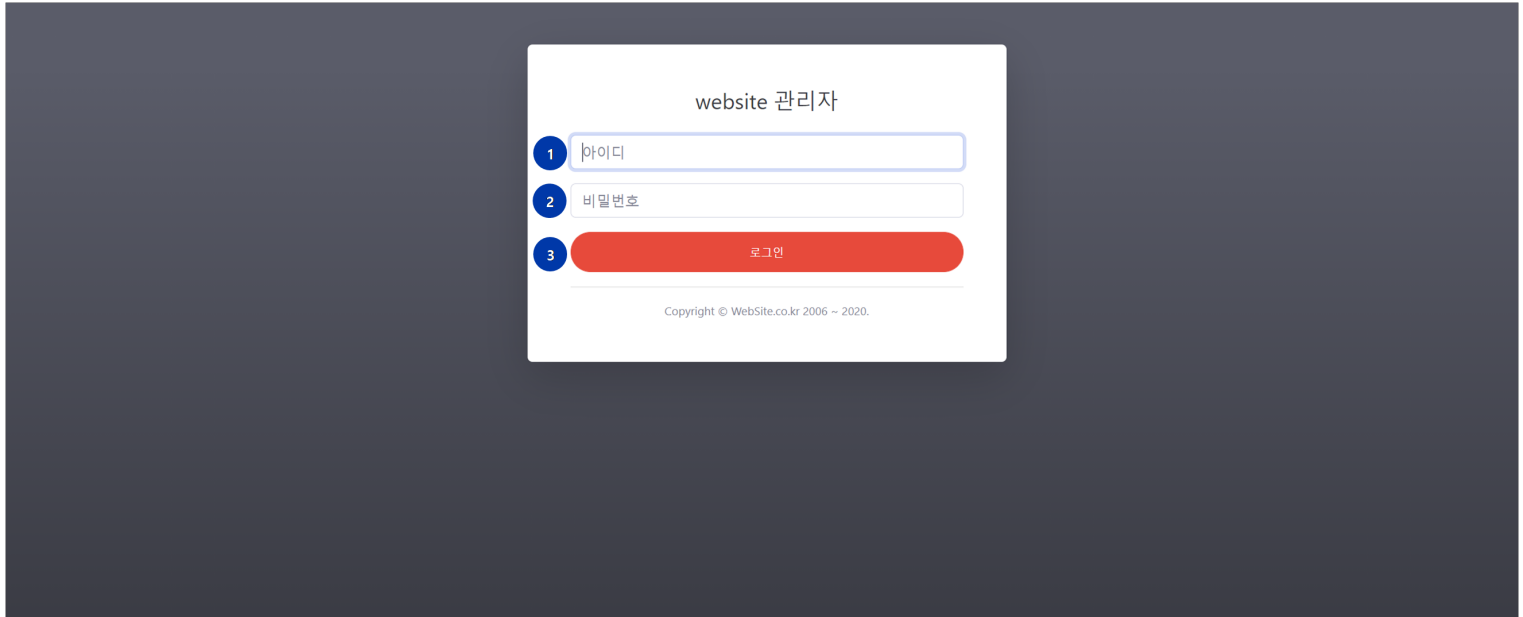 website 관리자
1 아이디
2 비밀번호
3 로그인
Copyright © WebSite.co.kr 2006 ~ 2020.